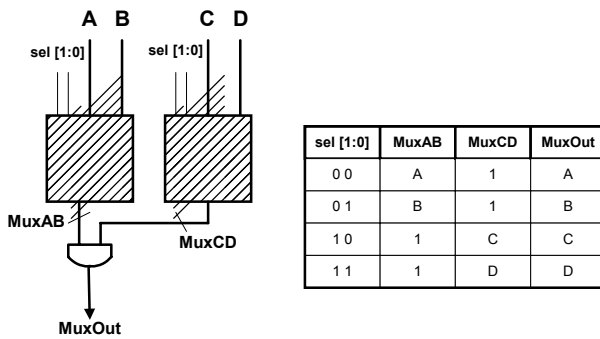 A B
C D
sel [1:0]
sel [1:0]
MuxAB
MuxCD
MuxOut
sel [1:0] MuxAB MuxCD MuxOut
0 0 A 1 A
0 1 B 1 B
1 0 1 C C
1 1 1 D D